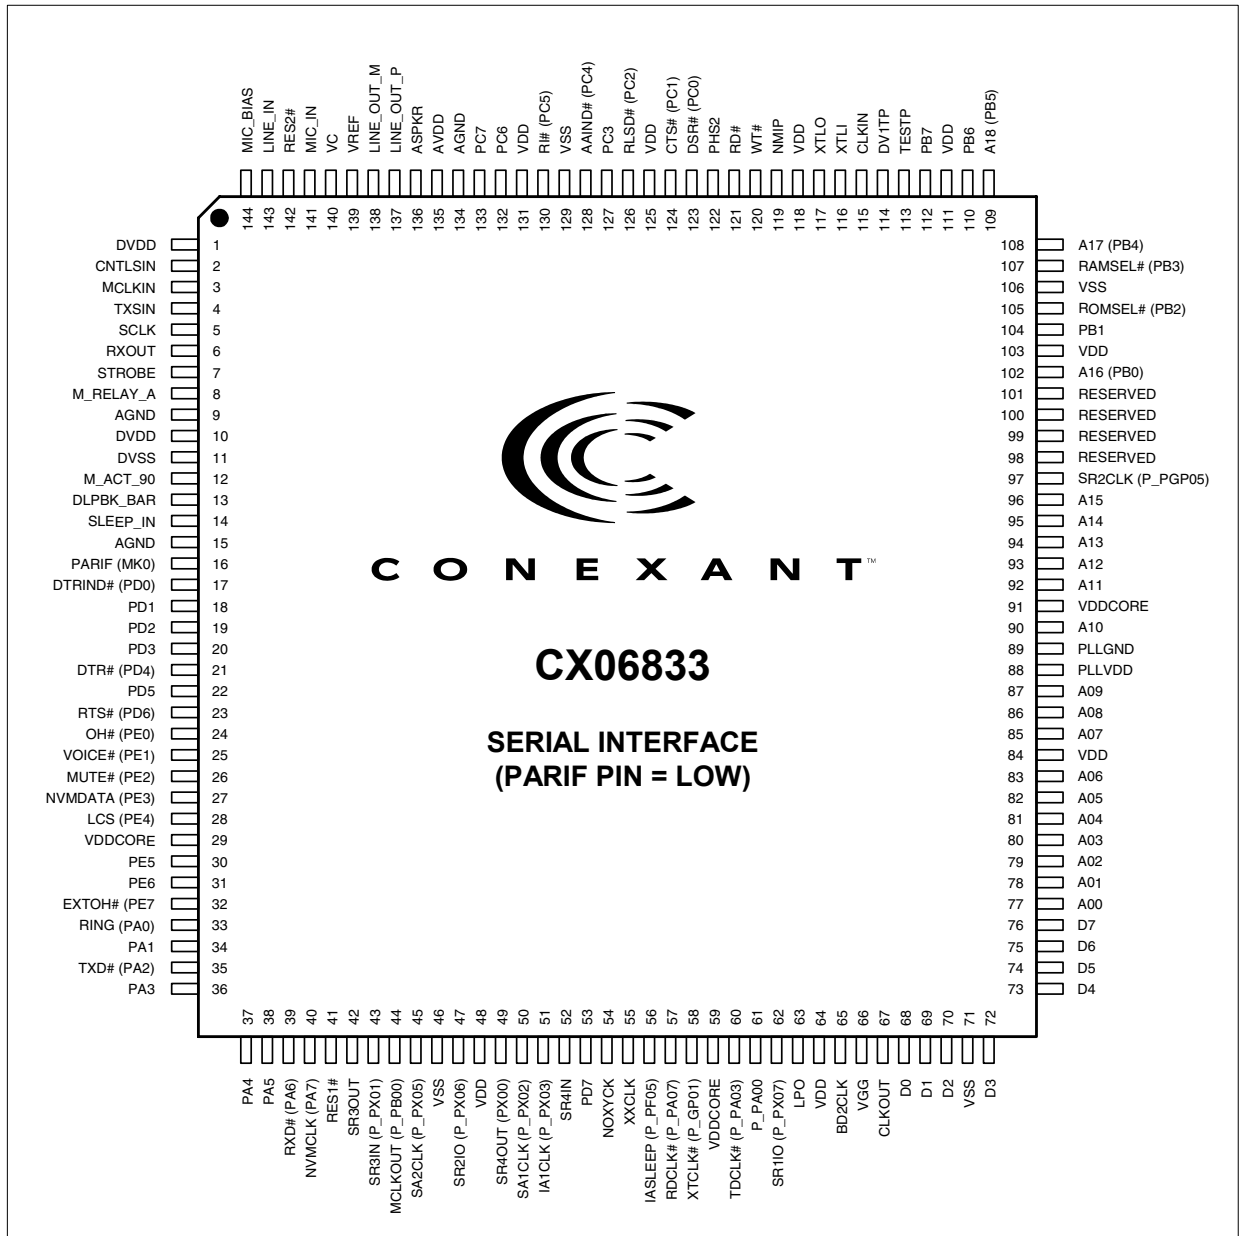 MIC_BIAS
LINE_IN
RES2#
MIC_IN
VC
VREF
LINE_OUT_M
LINE_OUT_P
ASPKR
AVDD
AGND
PC7
PC6
VDD
RI# (PC5)
VSS
AAIND# (PC4)
PC3
RLSD# (PC2)
VDD
CTS# (PC1)
DSR# (PC0)
PHS2
RD#
WT#
NMIP
VDD
XTLO
XTLI
CLKIN
DV1TP
TESTP
PB7
VDD
PB6
A18 (PB5)
144 143 142 141 140 139 138 137 136 135 134 133 132 131 130 129 128 127 126 125 124 123 122 121 120 119 118 117 116 115 114 113 112 111 110 109
DVDD 1 108 A17 (PB4)
CNTLSIN 2 107 RAMSEL# (PB3)
MCLKIN 3 106 VSS
TXSIN 4 105 ROMSEL# (PB2)
SCLK 5 104 PB1
RXOUT 6 103 VDD
STROBE 7 102 A16 (PB0)
M_RELAY_A 8 101 RESERVED
AGND 9 100 RESERVED
DVDD 10 99 RESERVED
DVSS 11 98 RESERVED
M_ACT_90 12 97 SR2CLK (P_PGP05)
DLPBK_BAR 13 96 A15
SLEEP_IN 14 95 A14
AGND 15 94 A13
PARIF (MK0) 16 93 A12
DTRIND# (PD0) 17 92 A11
PD1 18 91 VDDCORE
PD2 19 90 A10
PD3 20 89 PLLGND
DTR# (PD4) 21 88 PLLVDD
PD5 22 87 A09
RTS# (PD6) 23 86 A08
OH# (PE0) 24 85 A07
VOICE# (PE1) 25 84 VDD
MUTE# (PE2) 26 83 A06
NVMDATA (PE3) 27 82 A05
LCS (PE4) 28 81 A04
VDDCORE 29 80 A03
PE5 30 79 A02
PE6 31 78 A01
EXTOH# (PE7 32 77 A00
RING (PA0) 33 76 D7
PA1 34 75 D6
TXD# (PA2) 35 74 D5
PA3 36 73 D4
CONEXANT™
CX06833
SERIAL INTERFACE
(PARIF PIN = LOW)
37 38 39 40 41 42 43 44 45 46 47 48 49 50 51 52 53 54 55 56 57 58 59 60 61 62 63 64 65 66 67 68 69 70 71 72
PA4
PA5
RXD# (PA6)
NVMCLK (PA7)
RES1#
SR3OUT
SR3IN (P_PX01)
MCLKOUT (P_PB00)
SA2CLK (P_PX05)
VSS
SR2IO (P_PX06)
VDD
SR4OUT (PX00)
SA1CLK (P_PX02)
IA1CLK (P_PX03)
SR4IN
PD7
NOXYCK
XXCLK
IASLEEP (P_PF05)
RDCLK# (P_PA07)
XTCLK# (P_GP01)
VDDCORE
TDCLK# (P_PA03)
P_PA00
SR1IO (P_PX07)
LPO
VDD
BD2CLK
VGG
CLKOUT
D0
D1
D2
VSS
D3